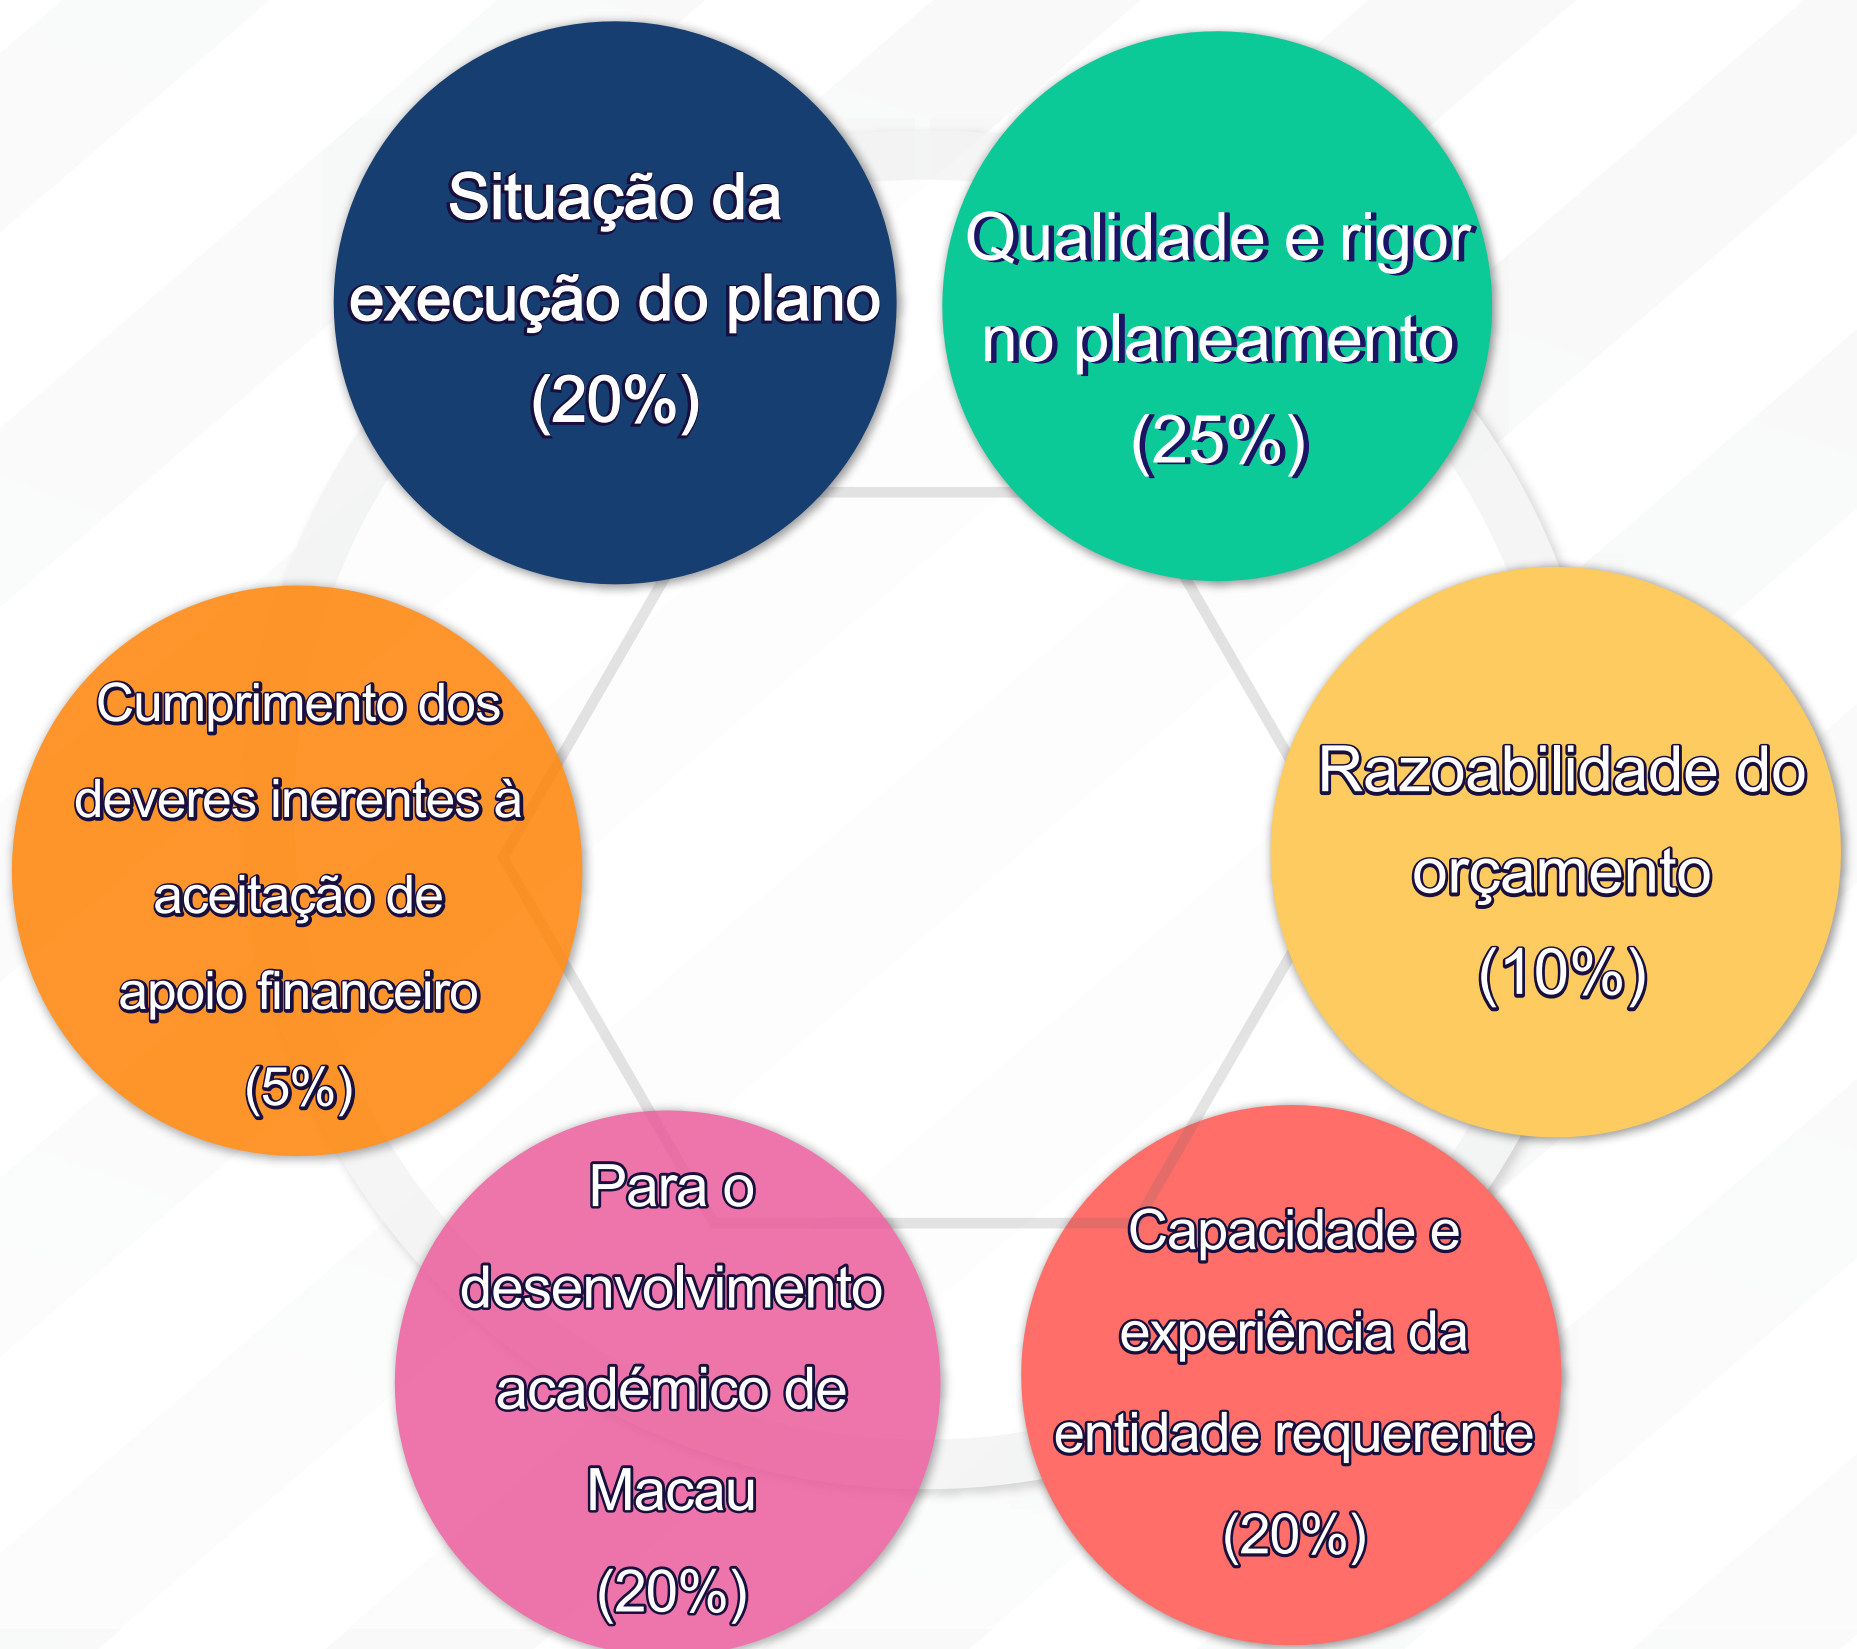 Situação da
execução do plano
(20%)
Qualidade e rigor
no planeamento
(25%)
Cumprimento dos
deveres inerentes à
aceitação de
apoio financeiro
(5%)
Razoabilidade do
orçamento
(10%)
Para o
desenvolvimento
académico de
Macau
(20%)
Capacidade e
experiência da
entidade requerente
(20%)